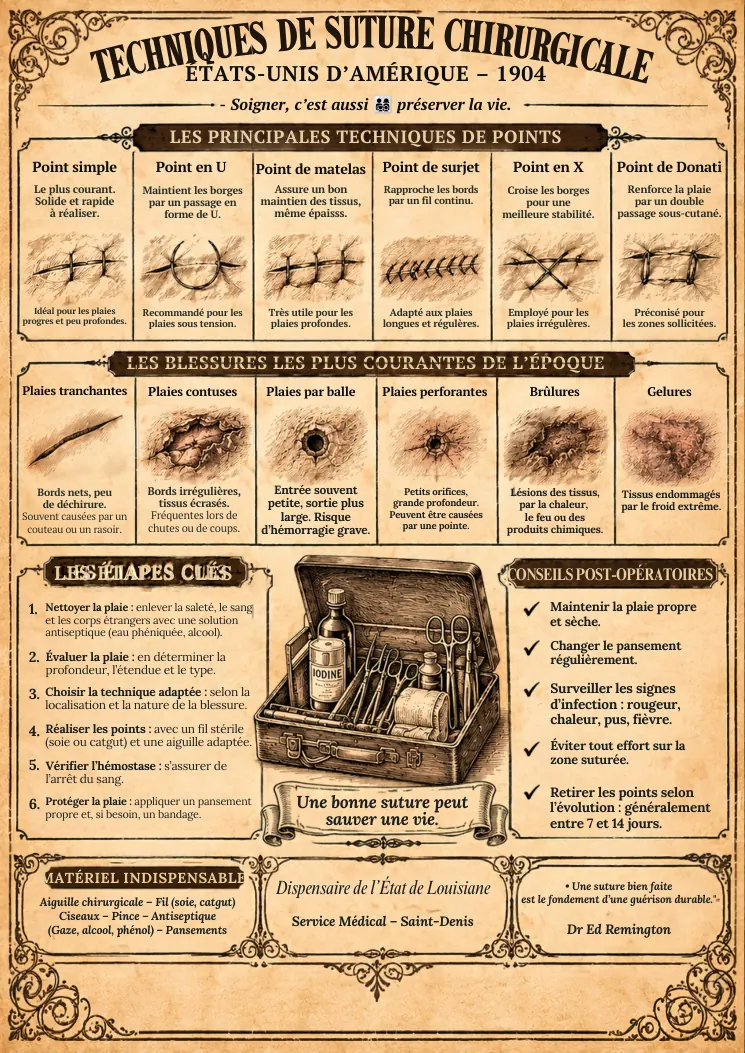 TECHNIQUES DE SUTURE CHIRURGICALE
ÉTATS-UNIS D'AMÉRIQUE – 1904
- Soigner, c'est aussi préserver la vie.
LES PRINCIPALES TECHNIQUES DE POINTS
Point simple
Le plus courant.
Solide et rapide
à réaliser.
Idéal pour les plaies
progres et peu profondes.
Point en U
Maintient les borges
par un passage en
forme de U.
Recommandé pour les
plaies sous tension.
Point de matelas
Assure un bon
maintien des tissus,
même épaisss.
Très utile pour les
plaies profondes.
Point de surjet
Rapproche les bords
par un fil continu.
Adapté aux plaies
longues et régulères.
Point en X
Croise les borges
pour une
meilleure stabilité.
Employé pour les
plaies irrégulères.
Point de Donati
Renforce la plaie
par un double
passage sous-cutané.
Préconisé pour
les zones sollicitées.
LES BLESSURES LES PLUS COURANTES DE L'ÉPOQUE
Plaies tranchantes
Bords nets, peu
de déchirure.
Souvent causées par un
couteau ou un rasoir.
Plaies contuses
Bords irrégulières,
tissus écrasés.
Fréquentes lors de
chutes ou de coups.
Plaies par balle
Entrée souvent
petite, sortie plus
large. Risque
d'hémorragie grave.
Plaies perforantes
Petits orifices,
grande profondeur.
Peuvent être causées
par une pointe.
Brûlures
Lésions des tissus,
par la chaleur,
le feu ou des
produits chimiques.
Gelures
Tissus endommagés
par le froid extrême.
LES ÉTAPES CLÉS
1. Nettoyer la plaie : enlever la saleté, le sang
et les corps étrangers avec une solution
antiseptique (eau phéniquée, alcool).
2. Évaluer la plaie : en déterminer la
profondeur, l'étendue et le type.
3. Choisir la technique adaptée : selon la
localisation et la nature de la blessure.
4. Réaliser les points : avec un fil stérile
(soie ou catgut) et une aiguille adaptée.
5. Vérifier l'hémostase : s'assurer de
l'arrêt du sang.
6. Protéger la plaie : appliquer un pansement
propre et, si besoin, un bandage.
IODINE
Une bonne suture peut
sauver une vie.
CONSEILS POST-OPÉRATOIRES
✓ Maintenir la plaie propre
et sèche.
✓ Changer le pansement
régulièrement.
✓ Surveiller les signes
d'infection : rougeur,
chaleur, pus, fièvre.
✓ Éviter tout effort sur la
zone suturée.
✓ Retirer les points selon
l'évolution : généralement
entre 7 et 14 jours.
MATÉRIEL INDISPENSABLE
Aiguille chirurgicale – Fil (soie, catgut)
Ciseaux – Pince – Antiseptique
(Gaze, alcool, phénol) – Pansements
Dispensaire de l'État de Louisiane
Service Médical – Saint-Denis
• Une suture bien faite
est le fondement d'une guérison durable."
Dr Ed Remington